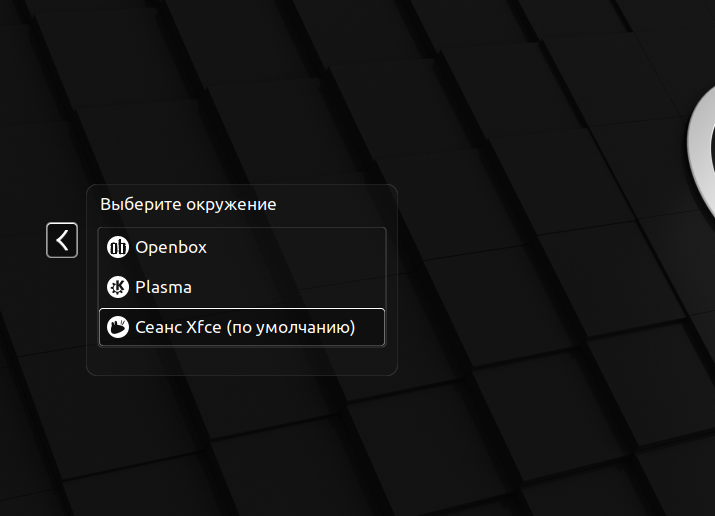 Выберите окружение
Openbox
Plasma
Сеанс Xfce (по умолчанию)